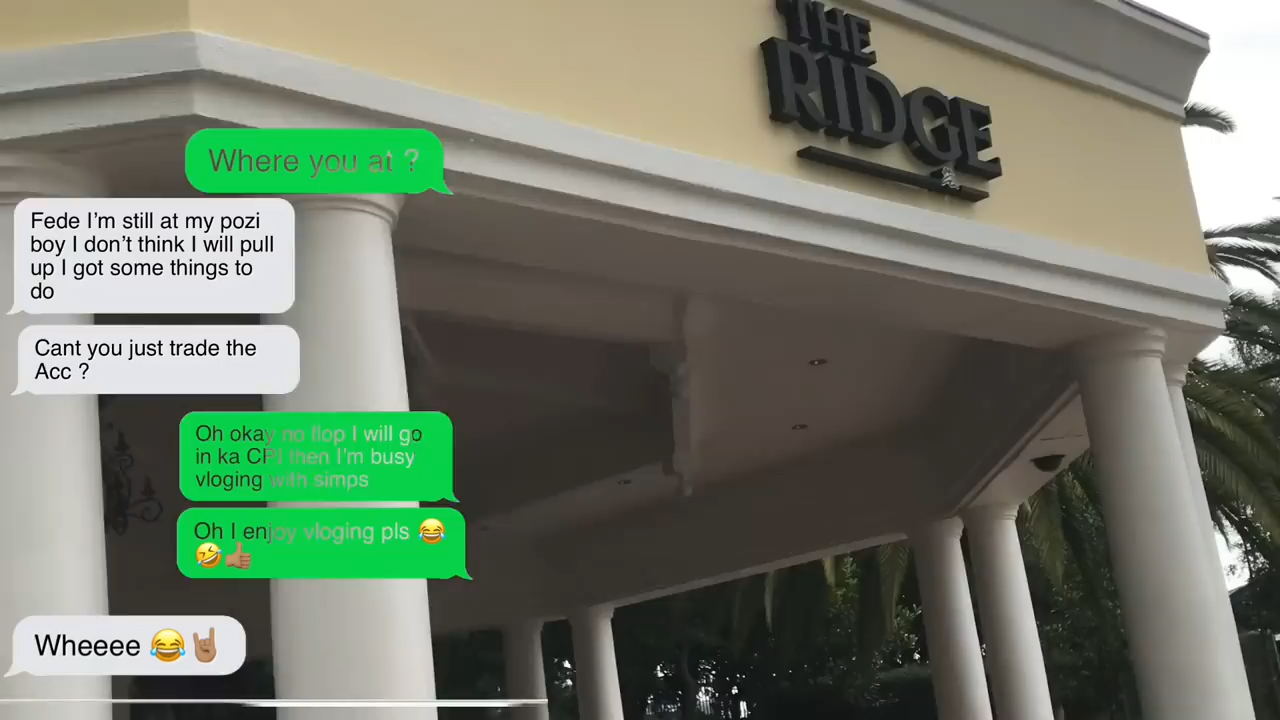 THE
RIDGE
Where you at ?
Fede I’m still at my pozi
boy I don’t think I will pull
up I got some things to
do
Cant you just trade the
Acc ?
Oh okay no flop I will go
in ka CPI then I’m busy
vloging with simps
Oh I enjoy vloging pls 😂
🤣👍🏽
Wheeee 😂🤘🏽